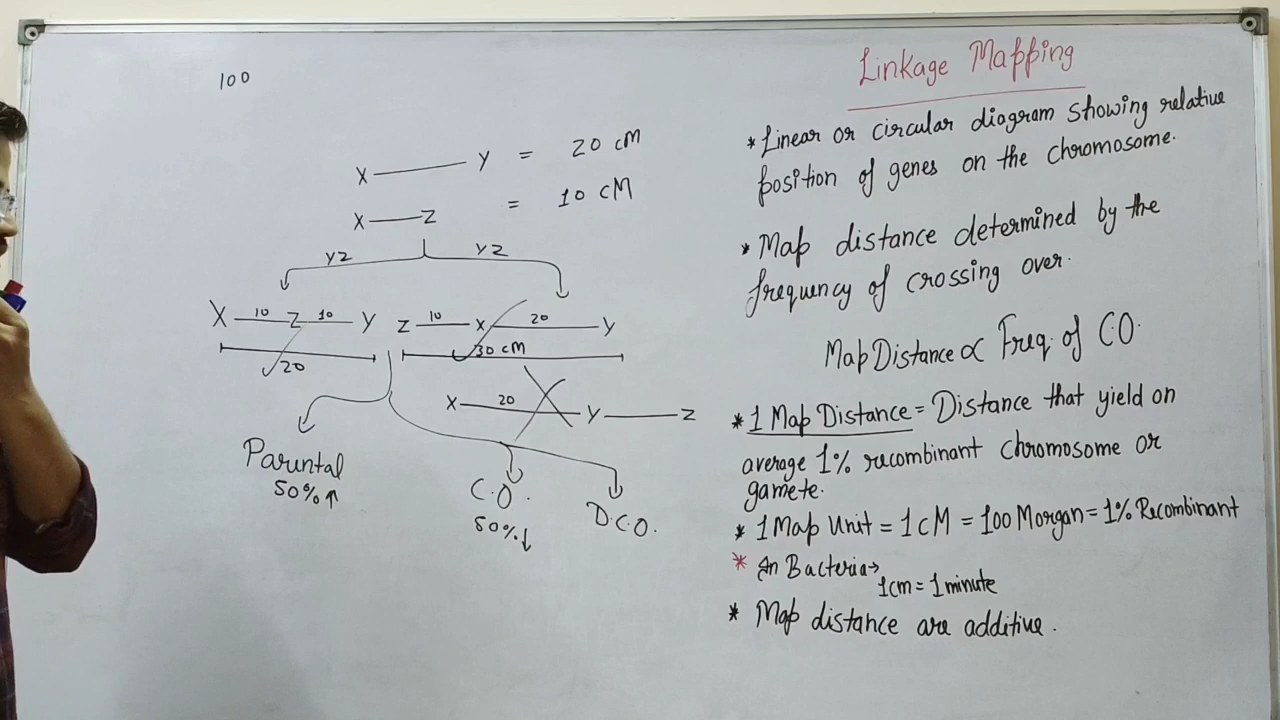 100
X — Y = 20 cM
X — Z = 10 cM
YZ YZ
X 10 Z 10 Y
20
Z 10 X 20 Y
30 cM
X 20 Y — Z
Parental
50% ↑
C.O.
50% ↓
D.C.O.
Linkage Mapping
* Linear or circular diagram showing relative
position of genes on the chromosome.
* Map distance determined by the
frequency of crossing over.
Map Distance ∝ Freq. of CO.
* 1 Map Distance = Distance that yield on
average 1% recombinant chromosome or
gamete.
* 1 Map Unit = 1 cM = 100 Morgan = 1% Recombinant
* In Bacteria →
1cm = 1 minute
* Map distance are additive.